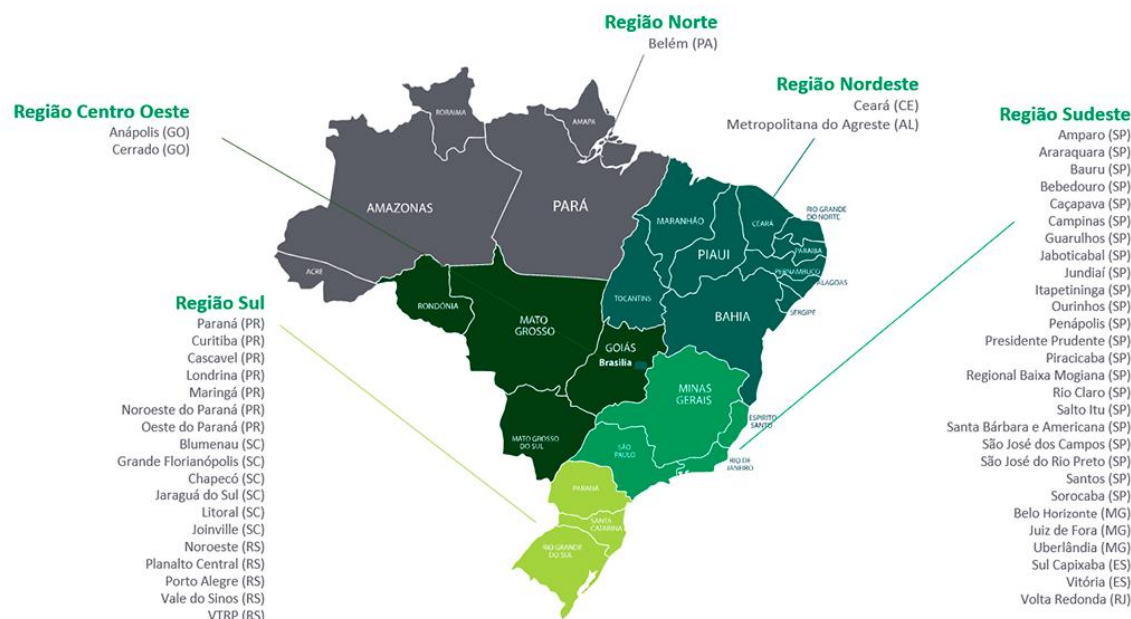 Região Norte
Belém (PA)
Região Nordeste
Ceará (CE)
Metropolitana do Agreste (AL)
Região Centro Oeste
Anápolis (GO)
Cerrado (GO)
Região Sudeste
Amparo (SP)
Araraquara (SP)
Bauru (SP)
Bebedouro (SP)
Caçapava (SP)
Campinas (SP)
Guarulhos (SP)
Jaboticabal (SP)
Jundiaí (SP)
Itapetininga (SP)
Ourinhos (SP)
Penápolis (SP)
Presidente Prudente (SP)
Piracicaba (SP)
Regional Baixa Mogiana (SP)
Rio Claro (SP)
Salto Itu (SP)
Santa Bárbara e Americana (SP)
São José dos Campos (SP)
São José do Rio Preto (SP)
Santos (SP)
Sorocaba (SP)
Belo Horizonte (MG)
Juiz de Fora (MG)
Uberlândia (MG)
Sul Capixaba (ES)
Vitória (ES)
Volta Redonda (RJ)
Região Sul
Paraná (PR)
Curitiba (PR)
Cascavel (PR)
Londrina (PR)
Maringá (PR)
Noroeste do Paraná (PR)
Oeste do Paraná (PR)
Blumenau (SC)
Grande Florianópolis (SC)
Chapecó (SC)
Jaraguá do Sul (SC)
Litoral (SC)
Joinville (SC)
Noroeste (RS)
Planalto Central (RS)
Porto Alegre (RS)
Vale do Sinos (RS)
VTRP (RS)
RORAIMA
AMAPÁ
AMAZONAS
PARÁ
ACRE
RONDÔNIA
MATO
GROSSO
MARANHÃO
PIAUI
CEARÁ
RIO GRANDE
DO NORTE
PARAÍBA
PERNAMBUCO
ALAGOAS
SERGIPE
TOCANTINS
BAHIA
GOIÁS
Brasilia
MINAS
GERAIS
ESPIRITO
SANTO
RIO DE
JANEIRO
MATO GROSSO
DO SUL
SÃO
PAULO
PARANÁ
SANTA
CATARINA
RIO GRANDE
DO SUL